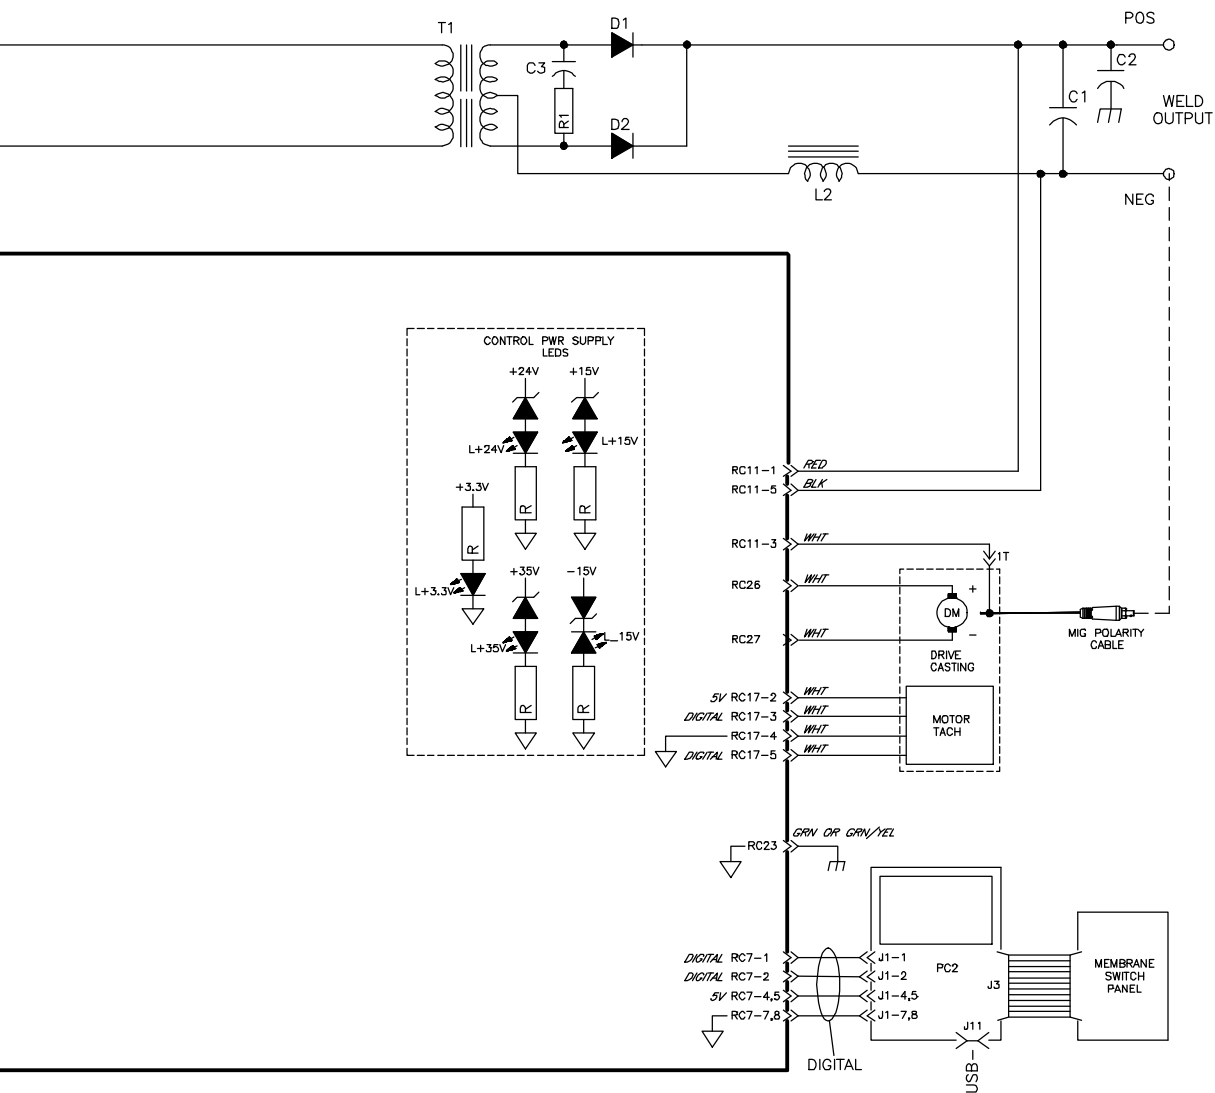 T1
D1
POS
C3
C2
R1
C1
WELD
OUTPUT
D2
L2
NEG
CONTROL PWR SUPPLY
LEDS
+24V
+15V
L+24V
L+15V
R
R
+3.3V
R
L+3.3V
+35V
-15V
L+35V
L_15V
R
R
RC11-1
RED
RC11-5
BLK
RC11-3
WHT
1T
RC26
WHT
+
DM
MIG POLARITY
CABLE
RC27
WHT
-
DRIVE
CASTING
5V RC17-2
WHT
DIGITAL RC17-3
WHT
RC17-4
WHT
DIGITAL RC17-5
WHT
MOTOR
TACH
GRN OR GRN/YEL
RC23
DIGITAL RC7-1
J1-1
DIGITAL RC7-2
J1-2
5V RC7-4,5
J1-4,5
RC7-7,8
J1-7,8
PC2
J3
MEMBRANE
SWITCH
PANEL
J11
DIGITAL
USB-